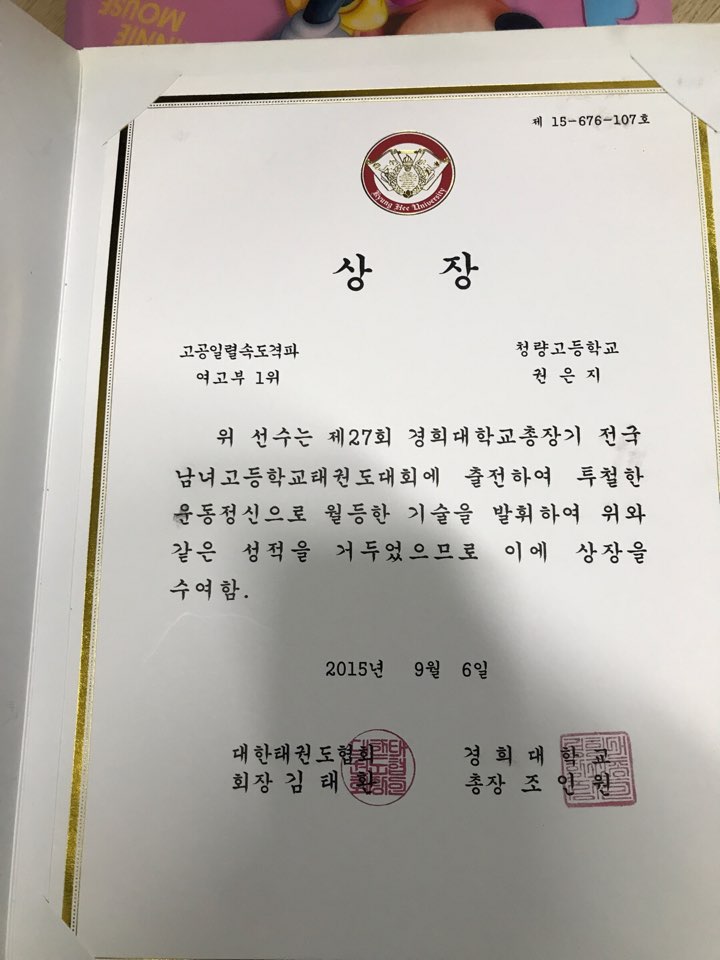 MINNIE
MOUSE
제 15-676-107호
Kyung Hee University
상 장
고공일렬속도격파 청량고등학교
여고부 1위 권 은 지
위 선수는 제27회 경희대학교총장기 전국
남녀고등학교태권도대회에 출전하여 투철한
운동정신으로 월등한 기술을 발휘하여 위와
같은 성적을 거두었으므로 이에 상장을
수여함.
2015년 9월 6일
대한태권도협회 경 희 대 학 교
회장 김 태 환 총장 조 인 원